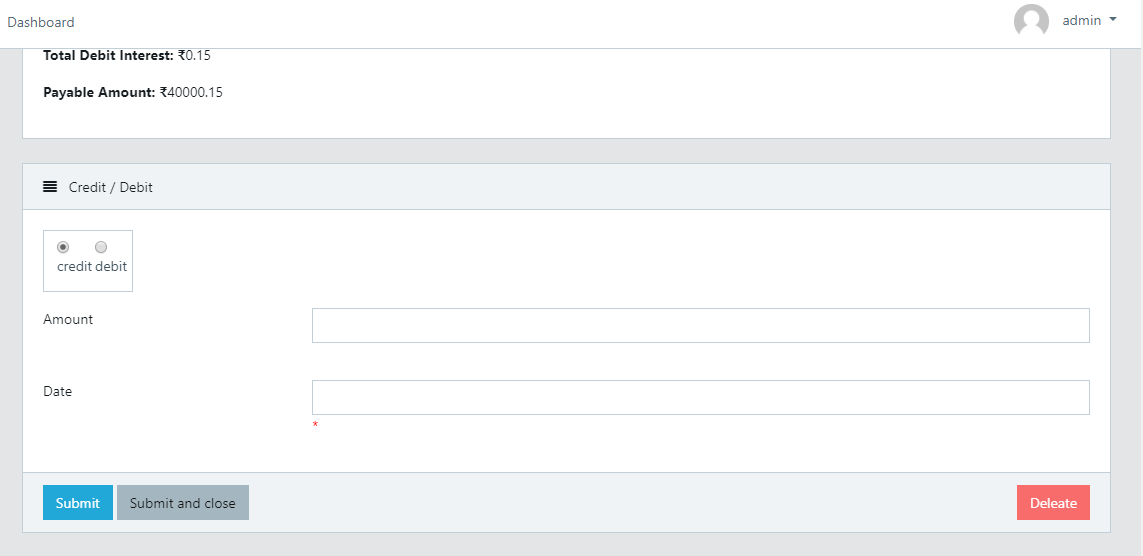 Dashboard
admin
Total Debit Interest: ₹0.15
Payable Amount: ₹40000.15
Credit / Debit
credit debit
Amount
Date
*
Submit Submit and close Deleate